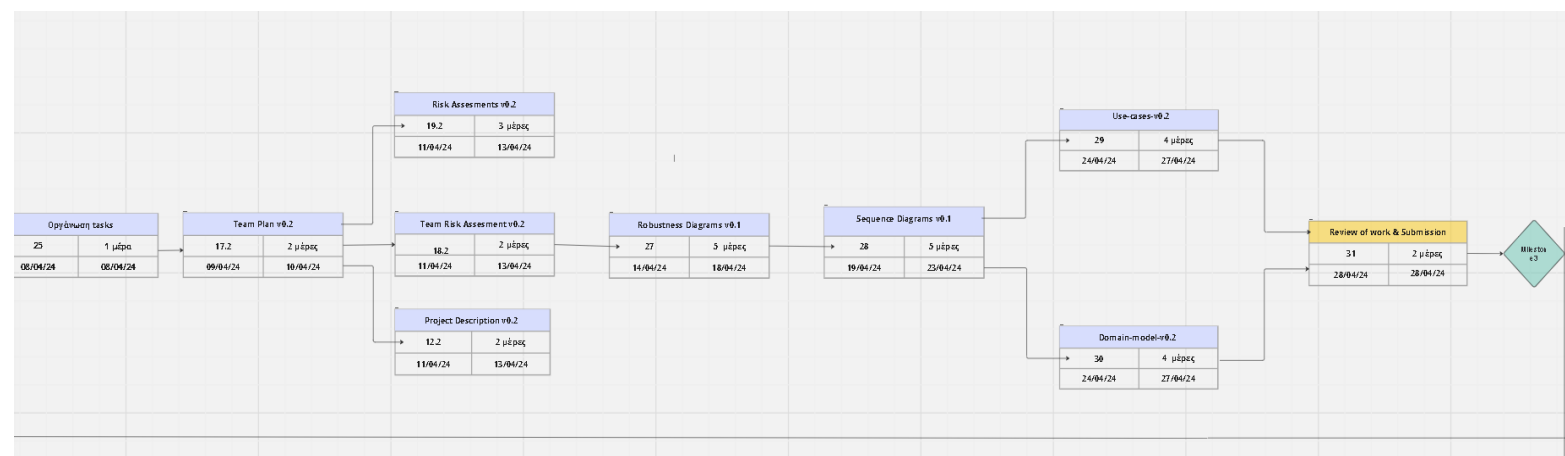 Risk Assesments v0.2
19.2 3 μέρες
11/04/24 13/04/24
Use-cases-v0.2
29 4 μέρες
24/04/24 27/04/24
Οργάνωση tasks
25 1 μέρα
08/04/24 08/04/24
Team Plan v0.2
17.2 2 μέρες
09/04/24 10/04/24
Team Risk Assesment v0.2
18.2 2 μέρες
11/04/24 13/04/24
Robustness Diagrams v0.1
27 5 μέρες
14/04/24 18/04/24
Sequence Diagrams v0.1
28 5 μέρες
19/04/24 23/04/24
Review of work & Submission
31 2 μέρες
28/04/24 28/04/24
Mileston
e 3
Project Description v0.2
12.2 2 μέρες
11/04/24 13/04/24
Domain-model-v0.2
30 4 μέρες
24/04/24 27/04/24